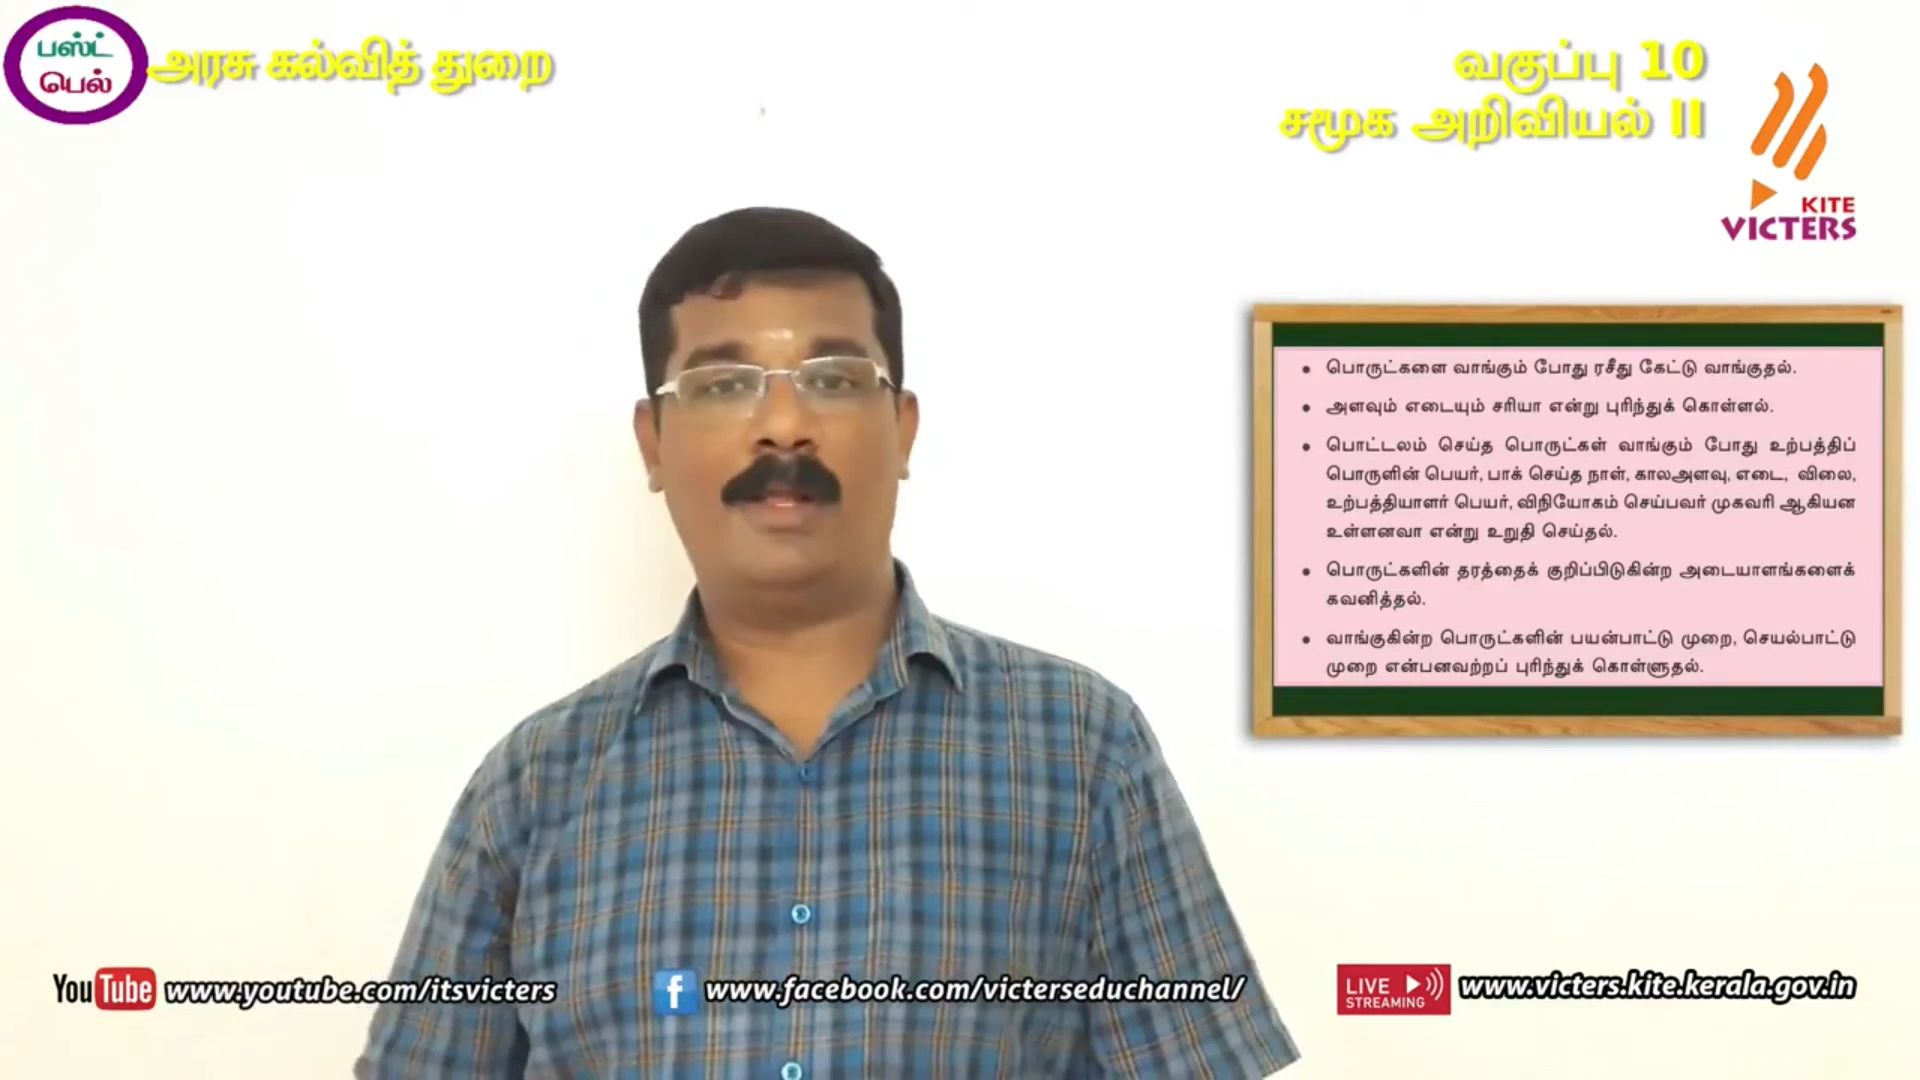 பஸ்ட்
பெல்
அரசு கல்வித் துறை
வகுப்பு 10
சமூக அறிவியல் II
KITE
VICTERS
• பொருட்களை வாங்கும் போது ரசீது கேட்டு வாங்குதல்.
• அளவும் எடையும் சரியா என்று புரிந்துக் கொள்ளல்.
• பொட்டலம் செய்த பொருட்கள் வாங்கும் போது உற்பத்திப்
பொருளின் பெயர், பாக் செய்த நாள், காலஅளவு, எடை, விலை,
உற்பத்தியாளர் பெயர், விநியோகம் செய்பவர் முகவரி ஆகியன
உள்ளனவா என்று உறுதி செய்தல்.
• பொருட்களின் தரத்தைக் குறிப்பிடுகின்ற அடையாளங்களைக்
கவனித்தல்.
• வாங்குகின்ற பொருட்களின் பயன்பாட்டு முறை, செயல்பாட்டு
முறை என்பனவற்றப் புரிந்துக் கொள்ளுதல்.
YouTube www.youtube.com/itsvicters
f www.facebook.com/victerseduchannel/
LIVE STREAMING www.victers.kite.kerala.gov.in